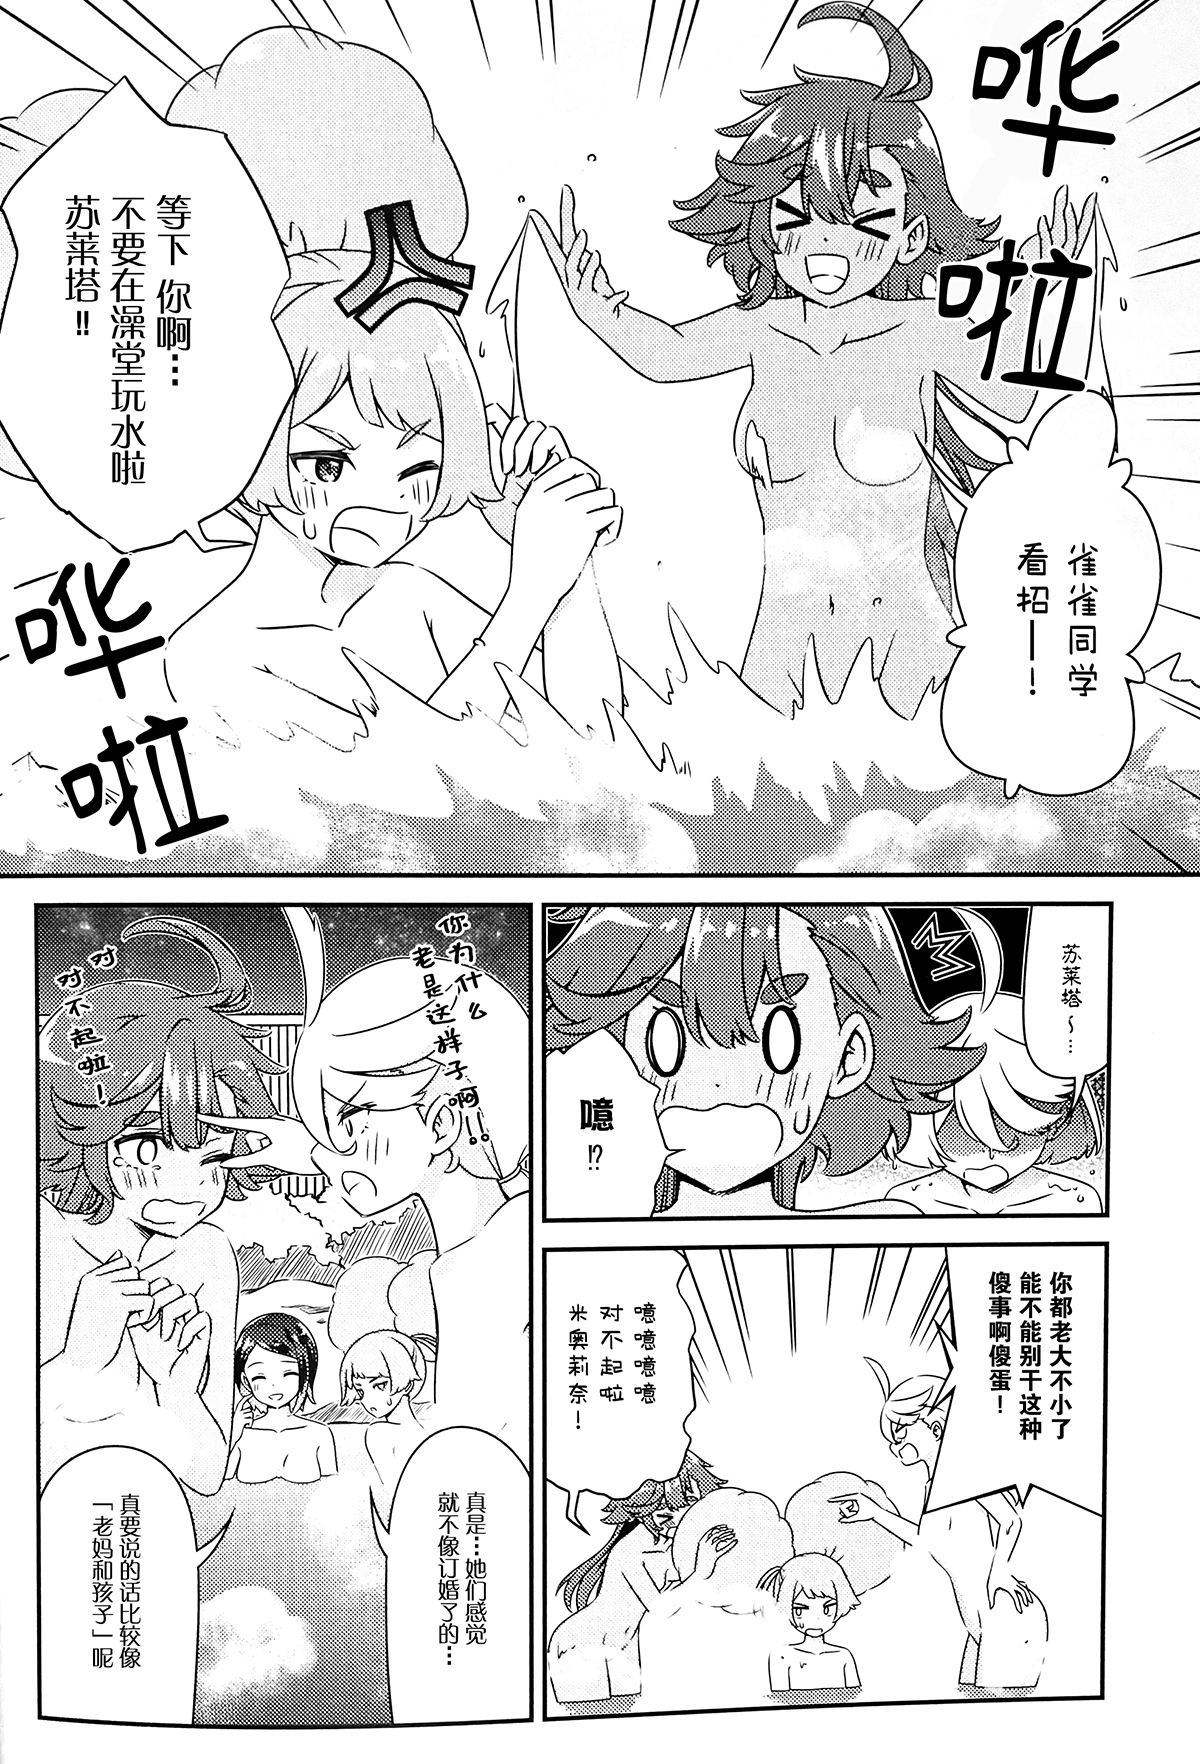 哗
啦
雀雀同学
看招——！
等下 你啊…
不要在澡堂玩水啦
苏莱塔!!
哗
啦
苏莱塔～…
噫
!?
你都老大不小了
能不能别干这种
傻事啊傻蛋！
噫噫噫噫
对不起啦
米奥莉奈！
你为什么
老是这样子啊!!
对对
对不起啦！
真是…她们感觉
就不像订婚了的…
真要说的话比较像
「老妈和孩子」呢